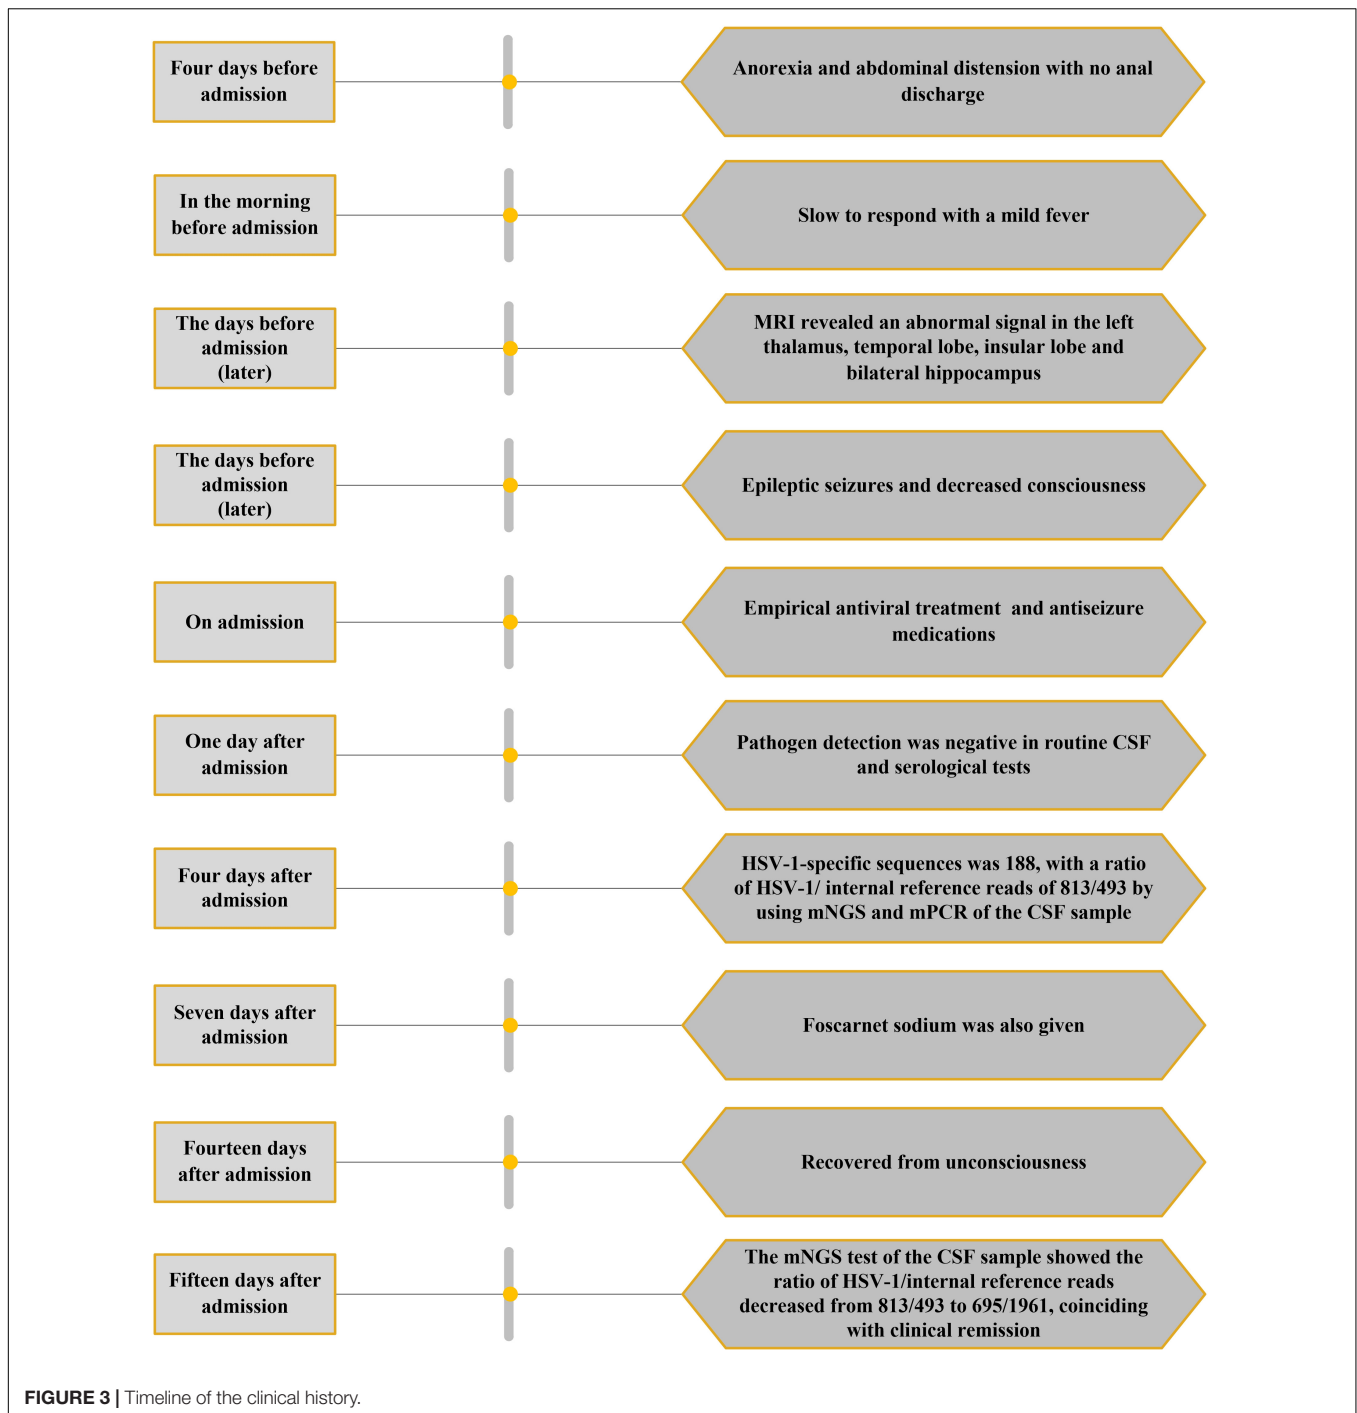 Four days before
admission
Anorexia and abdominal distension with no anal
discharge
In the morning
before admission
Slow to respond with a mild fever
The days before
admission
(later)
MRI revealed an abnormal signal in the left
thalamus, temporal lobe, insular lobe and
bilateral hippocampus
The days before
admission
(later)
Epileptic seizures and decreased consciousness
On admission
Empirical antiviral treatment and antiseizure
medications
One day after
admission
Pathogen detection was negative in routine CSF
and serological tests
Four days after
admission
HSV-1-specific sequences was 188, with a ratio
of HSV-1/ internal reference reads of 813/493 by
using mNGS and mPCR of the CSF sample
Seven days after
admission
Foscarnet sodium was also given
Fourteen days
after admission
Recovered from unconsciousness
Fifteen days after
admission
The mNGS test of the CSF sample showed the
ratio of HSV-1/internal reference reads
decreased from 813/493 to 695/1961, coinciding
with clinical remission
FIGURE 3 | Timeline of the clinical history.